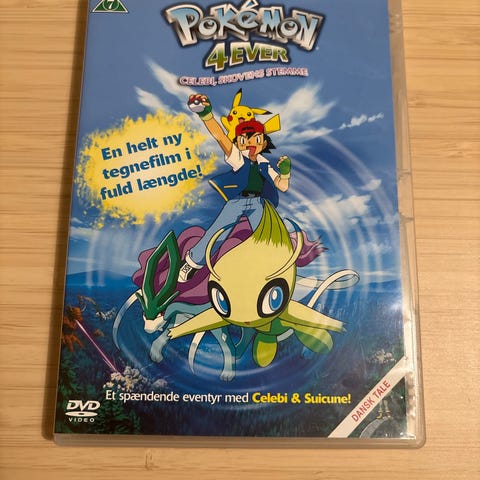 7
POKÉMON
4EVER
CELEBI, SKOVENS STEMME
En helt ny
tegnefilm i
fuld længde!
Et spændende eventyr med Celebi & Suicune!
DVD
VIDEO
DANSK TALE